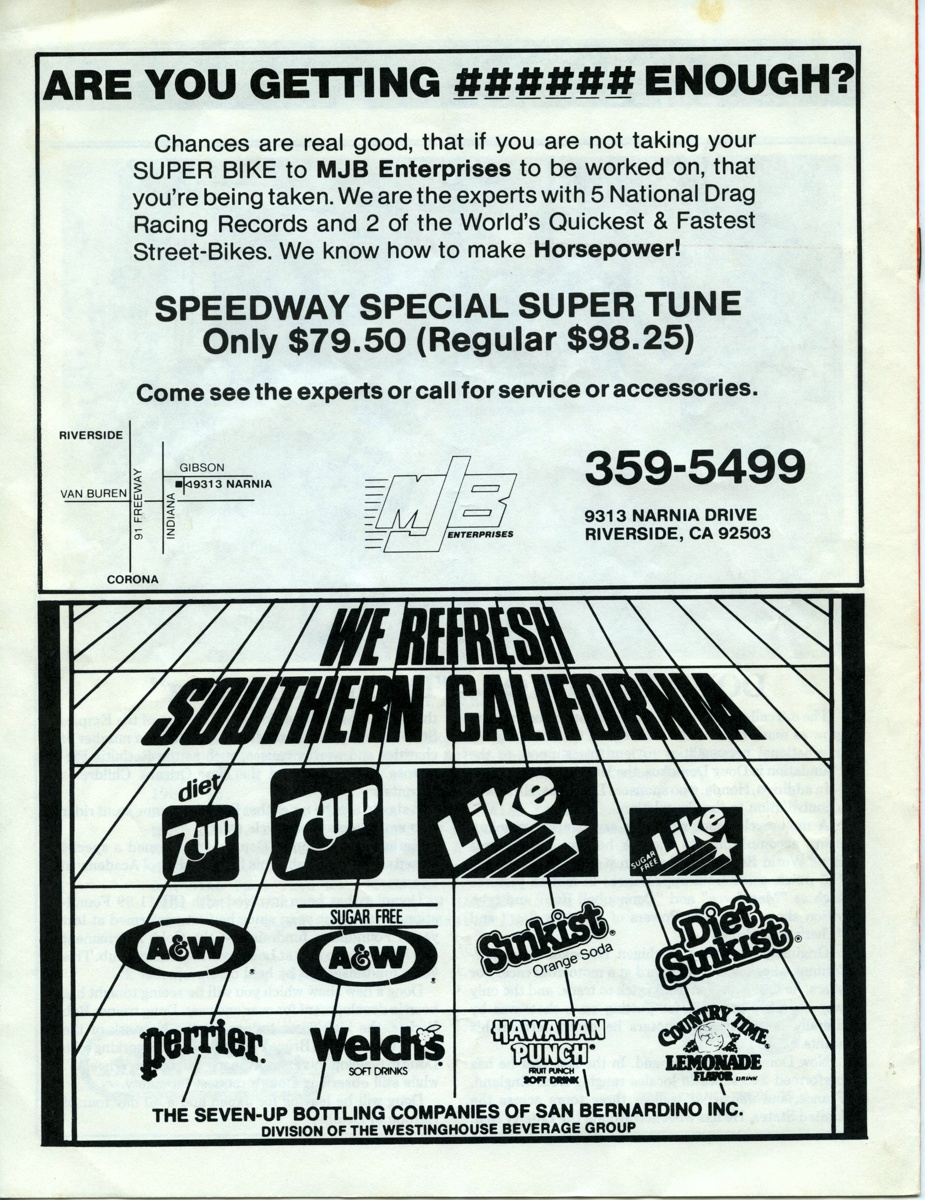 ARE YOU GETTING ###### ENOUGH?
Chances are real good, that if you are not taking your
SUPER BIKE to MJB Enterprises to be worked on, that
you're being taken. We are the experts with 5 National Drag
Racing Records and 2 of the World's Quickest & Fastest
Street-Bikes. We know how to make Horsepower!
SPEEDWAY SPECIAL SUPER TUNE
Only $79.50 (Regular $98.25)
Come see the experts or call for service or accessories.
RIVERSIDE
GIBSON
9313 NARNIA
VAN BUREN
91 FREEWAY
INDIANA
CORONA
MJB
ENTERPRISES
359-5499
9313 NARNIA DRIVE
RIVERSIDE, CA 92503
WE REFRESH
SOUTHERN CALIFORNIA
diet
7UP
7UP
Like
SUGAR FREE
Like
A&W
SUGAR FREE
A&W
Sunkist®
Orange Soda
Diet
Sunkist®
Perrier®
Welch's
SOFT DRINKS
HAWAIIAN
PUNCH®
FRUIT PUNCH
SOFT DRINK
COUNTRY TIME®
LEMONADE
FLAVOR DRINK
THE SEVEN-UP BOTTLING COMPANIES OF SAN BERNARDINO INC.
DIVISION OF THE WESTINGHOUSE BEVERAGE GROUP